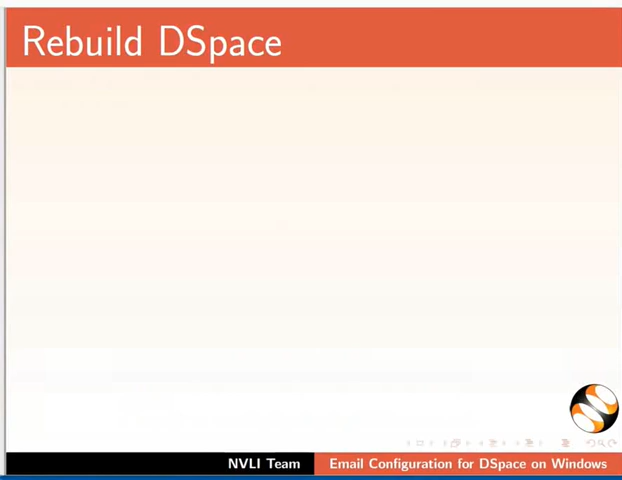 Rebuild DSpace
NVLI Team
Email Configuration for DSpace on Windows